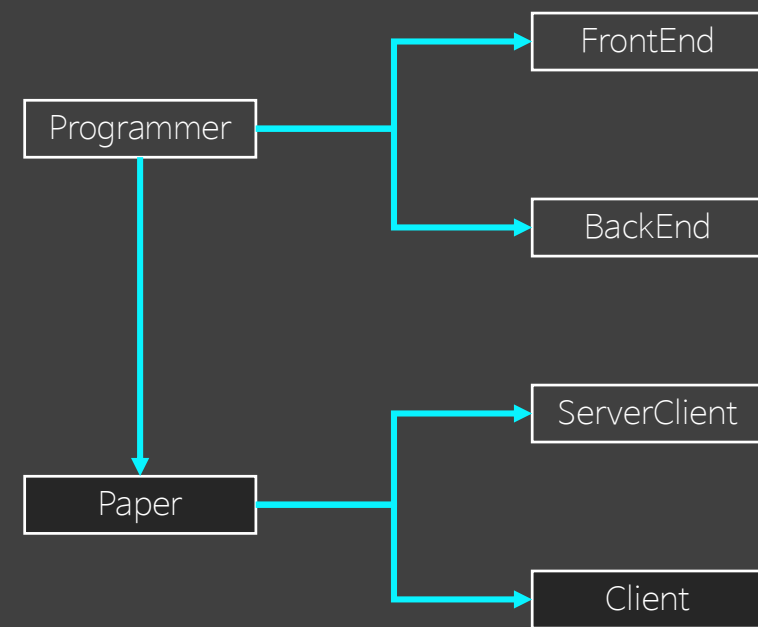 FrontEnd
Programmer
BackEnd
ServerClient
Paper
Client